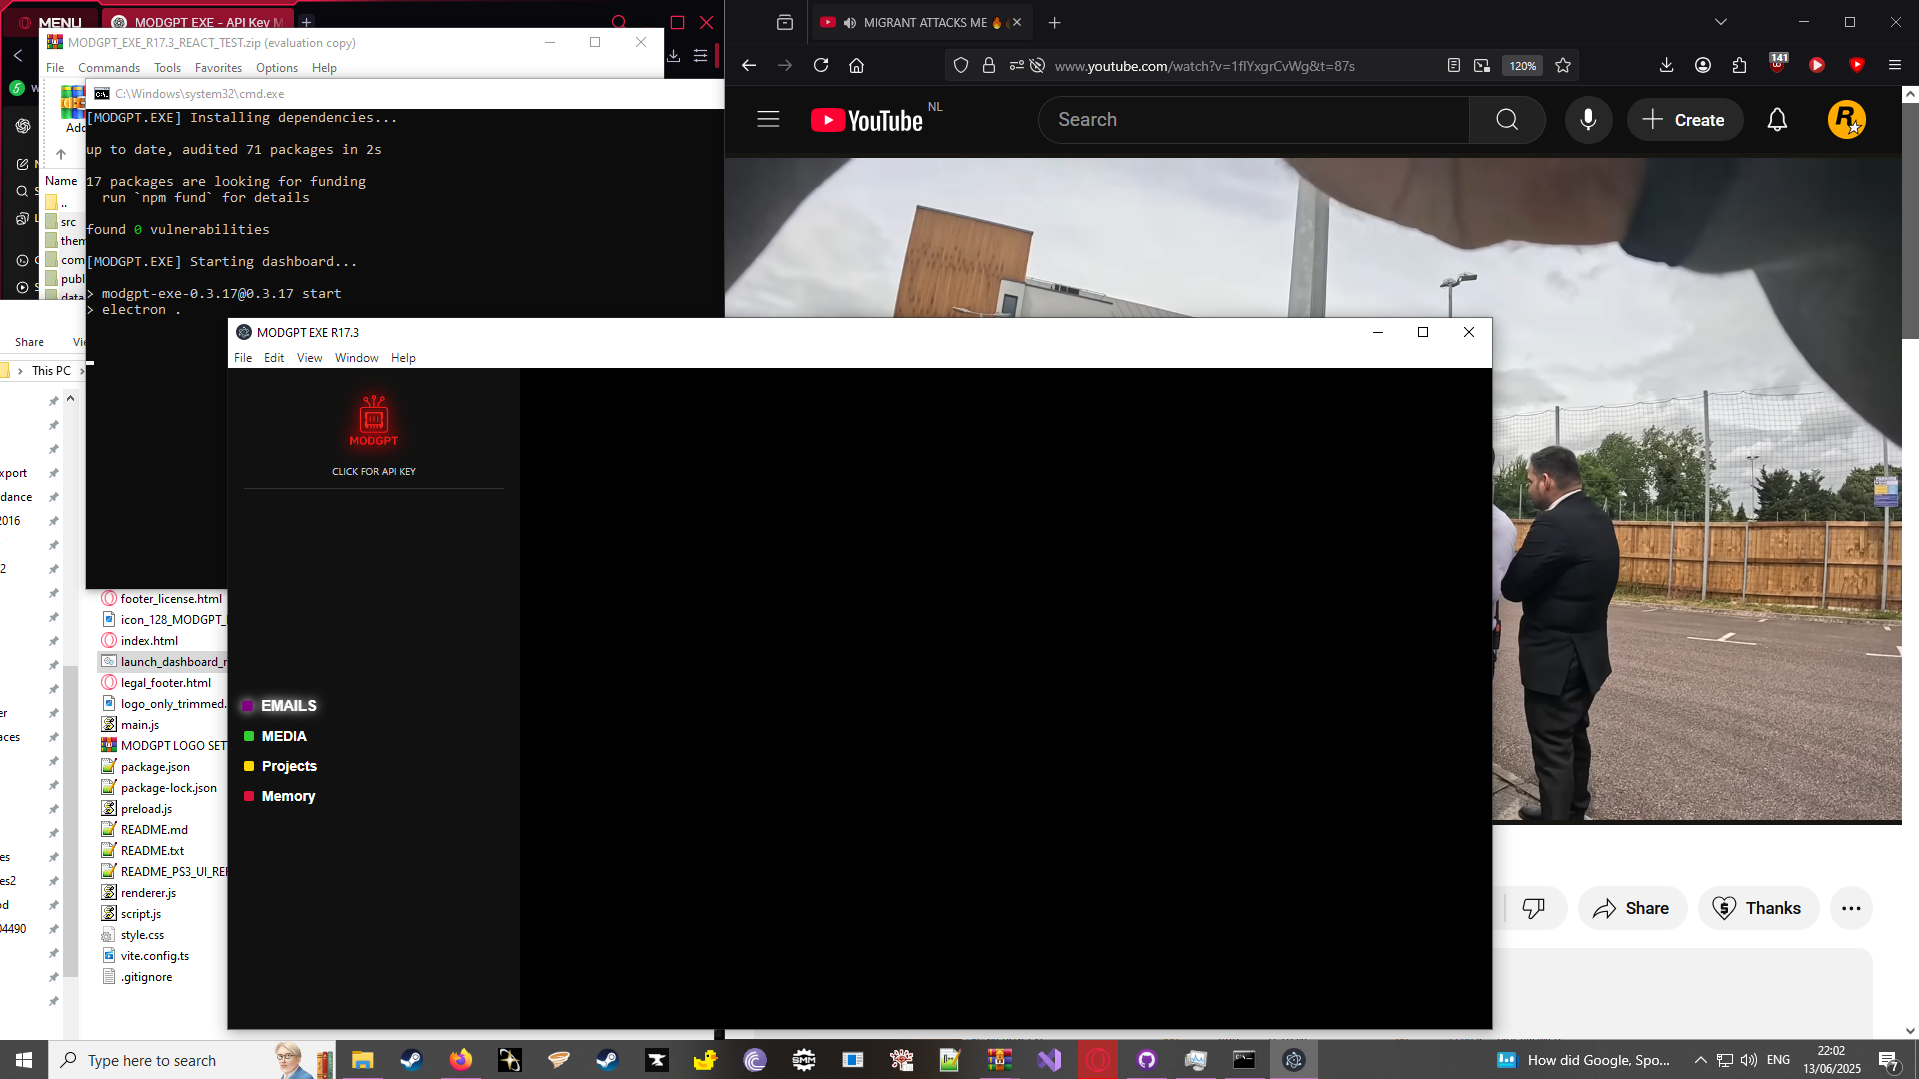 MENU
MODGPT EXE - API Key M
MODGPT_EXE_R17.3_REACT_TEST.zip (evaluation copy)
File Commands Tools Favorites Options Help
Add
Name
..
src
them
com
publ
data
C:\Windows\system32\cmd.exe
[MODGPT.EXE] Installing dependencies...
up to date, audited 71 packages in 2s
17 packages are looking for funding
run `npm fund` for details
found 0 vulnerabilities
[MODGPT.EXE] Starting dashboard...
> modgpt-exe-0.3.17@0.3.17 start
> electron .
Share
This PC
xport
dance
2016
2
er
aces
es
es2
od
04490
footer_license.html
icon_128_MODGPT_
index.html
launch_dashboard_r
legal_footer.html
logo_only_trimmed.
main.js
MODGPT LOGO SET
package.json
package-lock.json
preload.js
README.md
README.txt
README_PS3_UI_REF
renderer.js
script.js
style.css
vite.config.ts
.gitignore
MODGPT EXE R17.3
File Edit View Window Help
MODGPT
CLICK FOR API KEY
EMAILS
MEDIA
Projects
Memory
MIGRANT ATTACKS ME
www.youtube.com/watch?v=1flYxgrCvWg&t=87s
120%
141
YouTube NL
Search
Create
Share
Thanks
Type here to search
SMM
How did Google, Spo...
ENG
22:02
13/06/2025
7